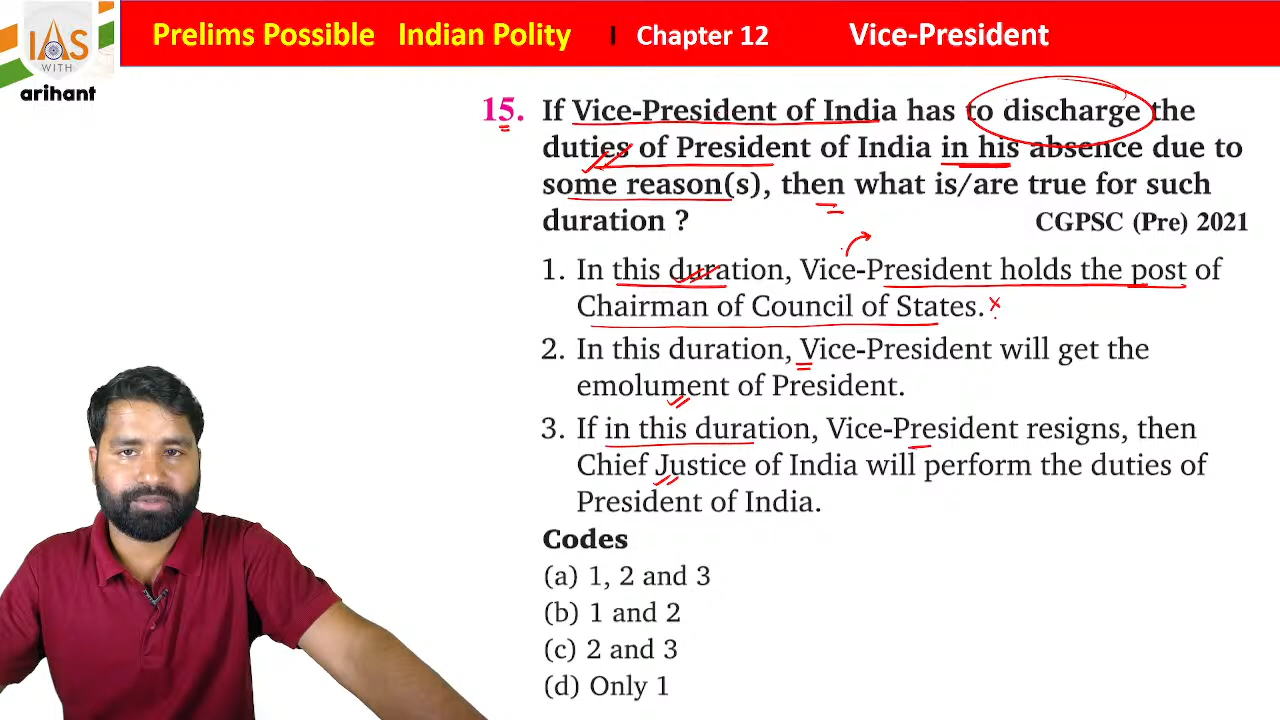 Prelims Possible Indian Polity | Chapter 12 Vice-President
IAS
WITH
arihant
15. If Vice-President of India has to discharge the
duties of President of India in his absence due to
some reason(s), then what is/are true for such
duration ? CGPSC (Pre) 2021
1. In this duration, Vice-President holds the post of
Chairman of Council of States. x
2. In this duration, Vice-President will get the
emolument of President.
3. If in this duration, Vice-President resigns, then
Chief Justice of India will perform the duties of
President of India.
Codes
(a) 1, 2 and 3
(b) 1 and 2
(c) 2 and 3
(d) Only 1